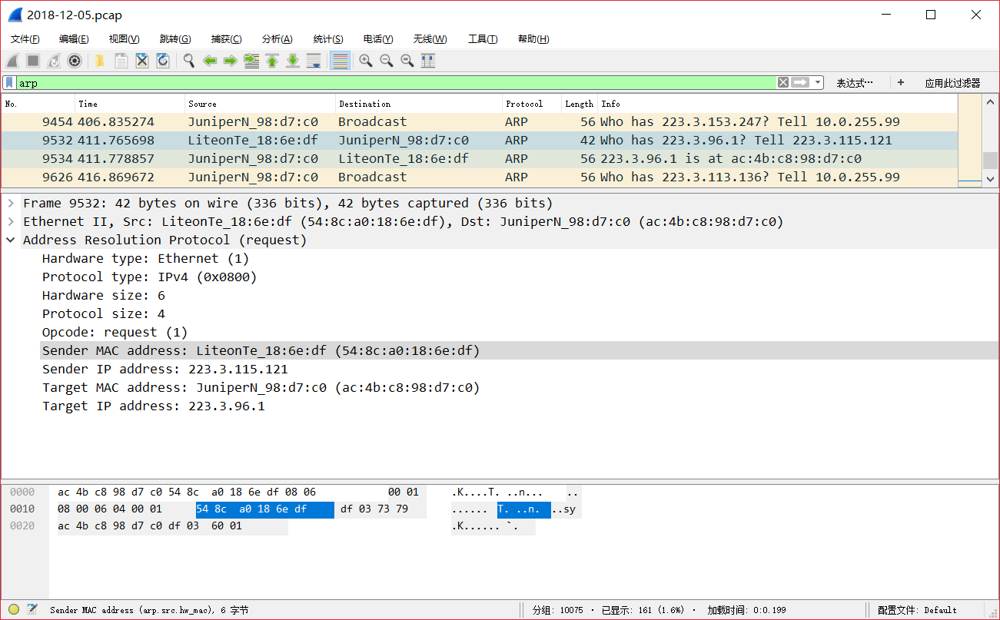 2018-12-05.pcap
文件(F) 编辑(E) 视图(V) 跳转(G) 捕获(C) 分析(A) 统计(S) 电话(Y) 无线(W) 工具(T) 帮助(H)
arp 表达式… + 应用此过滤器
No. Time Source Destination Protocol Length Info
9454 406.835274 JuniperN_98:d7:c0 Broadcast ARP 56 Who has 223.3.153.247? Tell 10.0.255.99
9532 411.765698 LiteonTe_18:6e:df JuniperN_98:d7:c0 ARP 42 Who has 223.3.96.1? Tell 223.3.115.121
9534 411.778857 JuniperN_98:d7:c0 LiteonTe_18:6e:df ARP 56 223.3.96.1 is at ac:4b:c8:98:d7:c0
9626 416.869672 JuniperN_98:d7:c0 Broadcast ARP 56 Who has 223.3.113.136? Tell 10.0.255.99
Frame 9532: 42 bytes on wire (336 bits), 42 bytes captured (336 bits)
Ethernet II, Src: LiteonTe_18:6e:df (54:8c:a0:18:6e:df), Dst: JuniperN_98:d7:c0 (ac:4b:c8:98:d7:c0)
Address Resolution Protocol (request)
Hardware type: Ethernet (1)
Protocol type: IPv4 (0x0800)
Hardware size: 6
Protocol size: 4
Opcode: request (1)
Sender MAC address: LiteonTe_18:6e:df (54:8c:a0:18:6e:df)
Sender IP address: 223.3.115.121
Target MAC address: JuniperN_98:d7:c0 (ac:4b:c8:98:d7:c0)
Target IP address: 223.3.96.1
0000 ac 4b c8 98 d7 c0 54 8c a0 18 6e df 08 06 00 01 .K....T. ..n... ..
0010 08 00 06 04 00 01 54 8c a0 18 6e df df 03 73 79 ...... T. ..n. ..sy
0020 ac 4b c8 98 d7 c0 df 03 60 01 .K...... `.
Sender MAC address (arp.src.hw_mac), 6 字节 分组: 10075 · 已显示: 161 (1.6%) · 加载时间: 0:0.199 配置文件: Default